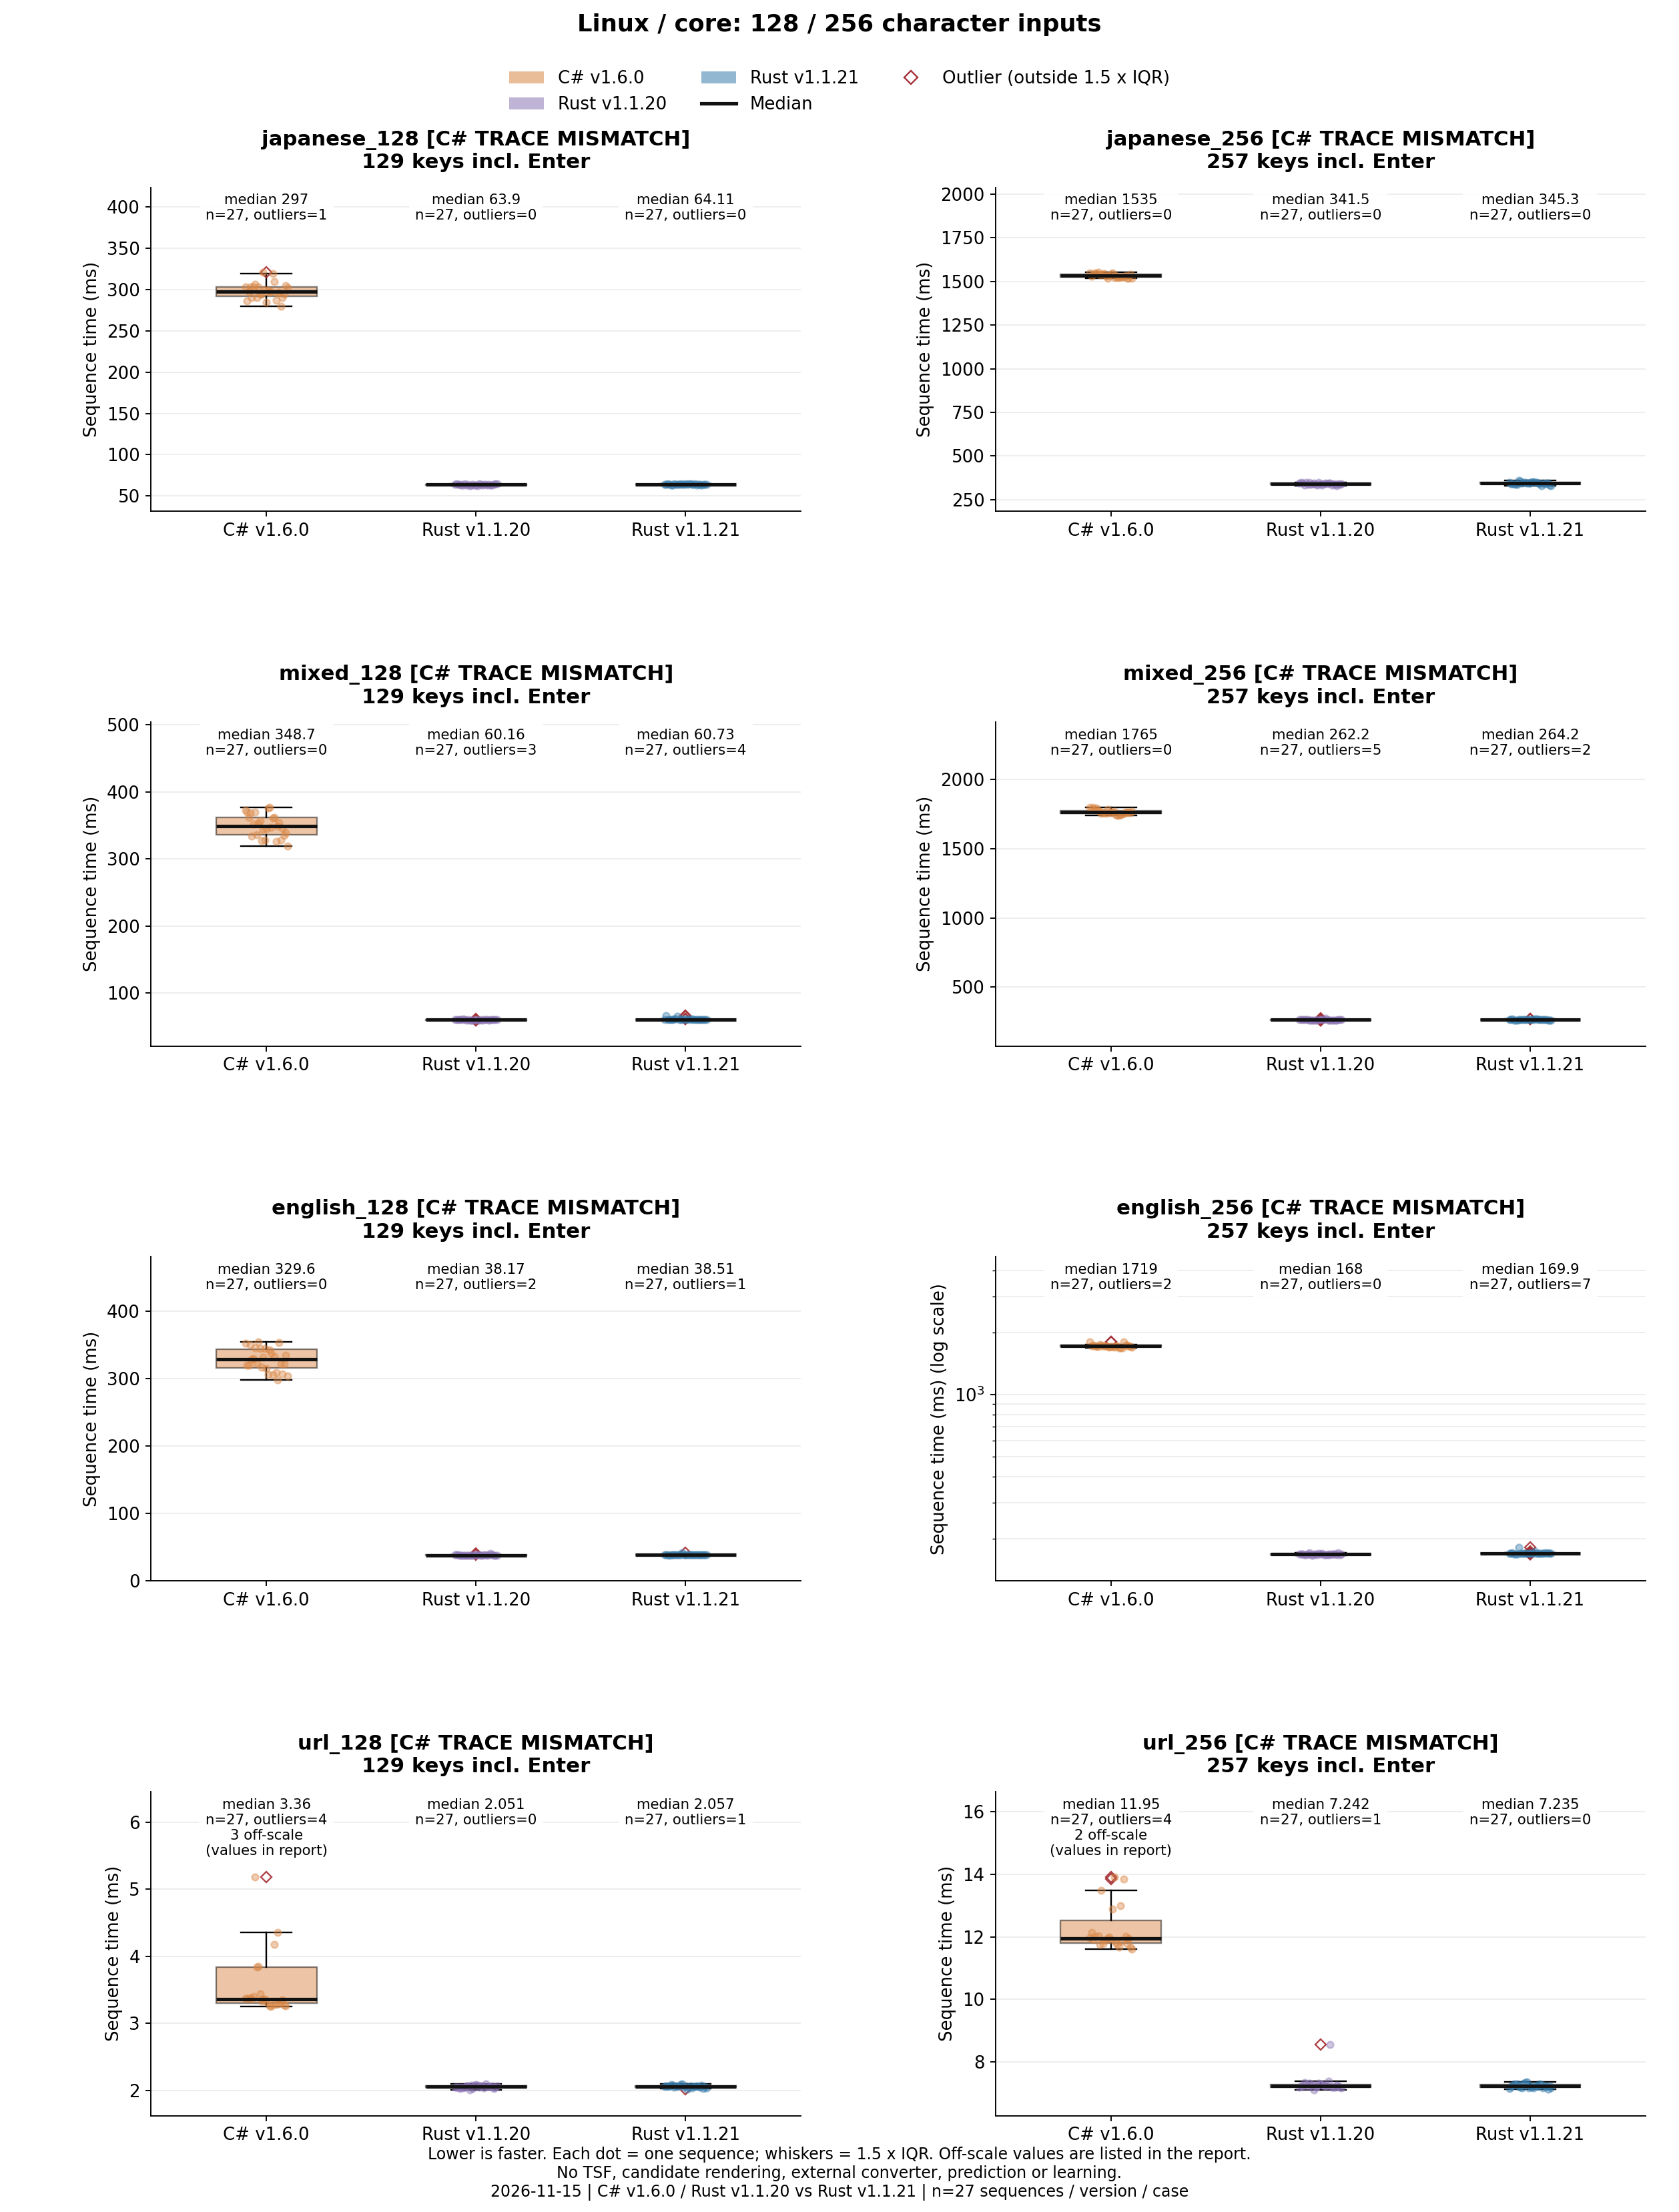 Linux / core: 128 / 256 character inputs
C# v1.6.0
Rust v1.1.20
Rust v1.1.21
Median
Outlier (outside 1.5 x IQR)
japanese_128 [C# TRACE MISMATCH]
129 keys incl. Enter
median 297
n=27, outliers=1
median 63.9
n=27, outliers=0
median 64.11
n=27, outliers=0
Sequence time (ms)
400
350
300
250
200
150
100
50
C# v1.6.0
Rust v1.1.20
Rust v1.1.21
japanese_256 [C# TRACE MISMATCH]
257 keys incl. Enter
median 1535
n=27, outliers=0
median 341.5
n=27, outliers=0
median 345.3
n=27, outliers=0
Sequence time (ms)
2000
1750
1500
1250
1000
750
500
250
C# v1.6.0
Rust v1.1.20
Rust v1.1.21
mixed_128 [C# TRACE MISMATCH]
129 keys incl. Enter
median 348.7
n=27, outliers=0
median 60.16
n=27, outliers=3
median 60.73
n=27, outliers=4
Sequence time (ms)
500
400
300
200
100
C# v1.6.0
Rust v1.1.20
Rust v1.1.21
mixed_256 [C# TRACE MISMATCH]
257 keys incl. Enter
median 1765
n=27, outliers=0
median 262.2
n=27, outliers=5
median 264.2
n=27, outliers=2
Sequence time (ms)
2000
1500
1000
500
C# v1.6.0
Rust v1.1.20
Rust v1.1.21
english_128 [C# TRACE MISMATCH]
129 keys incl. Enter
median 329.6
n=27, outliers=0
median 38.17
n=27, outliers=2
median 38.51
n=27, outliers=1
Sequence time (ms)
400
300
200
100
0
C# v1.6.0
Rust v1.1.20
Rust v1.1.21
english_256 [C# TRACE MISMATCH]
257 keys incl. Enter
median 1719
n=27, outliers=2
median 168
n=27, outliers=0
median 169.9
n=27, outliers=7
Sequence time (ms) (log scale)
10³
C# v1.6.0
Rust v1.1.20
Rust v1.1.21
url_128 [C# TRACE MISMATCH]
129 keys incl. Enter
median 3.36
n=27, outliers=4
3 off-scale
(values in report)
median 2.051
n=27, outliers=0
median 2.057
n=27, outliers=1
Sequence time (ms)
6
5
4
3
2
C# v1.6.0
Rust v1.1.20
Rust v1.1.21
url_256 [C# TRACE MISMATCH]
257 keys incl. Enter
median 11.95
n=27, outliers=4
2 off-scale
(values in report)
median 7.242
n=27, outliers=1
median 7.235
n=27, outliers=0
Sequence time (ms)
16
14
12
10
8
C# v1.6.0
Rust v1.1.20
Rust v1.1.21
Lower is faster. Each dot = one sequence; whiskers = 1.5 x IQR. Off-scale values are listed in the report.
No TSF, candidate rendering, external converter, prediction or learning.
2026-11-15 | C# v1.6.0 / Rust v1.1.20 vs Rust v1.1.21 | n=27 sequences / version / case